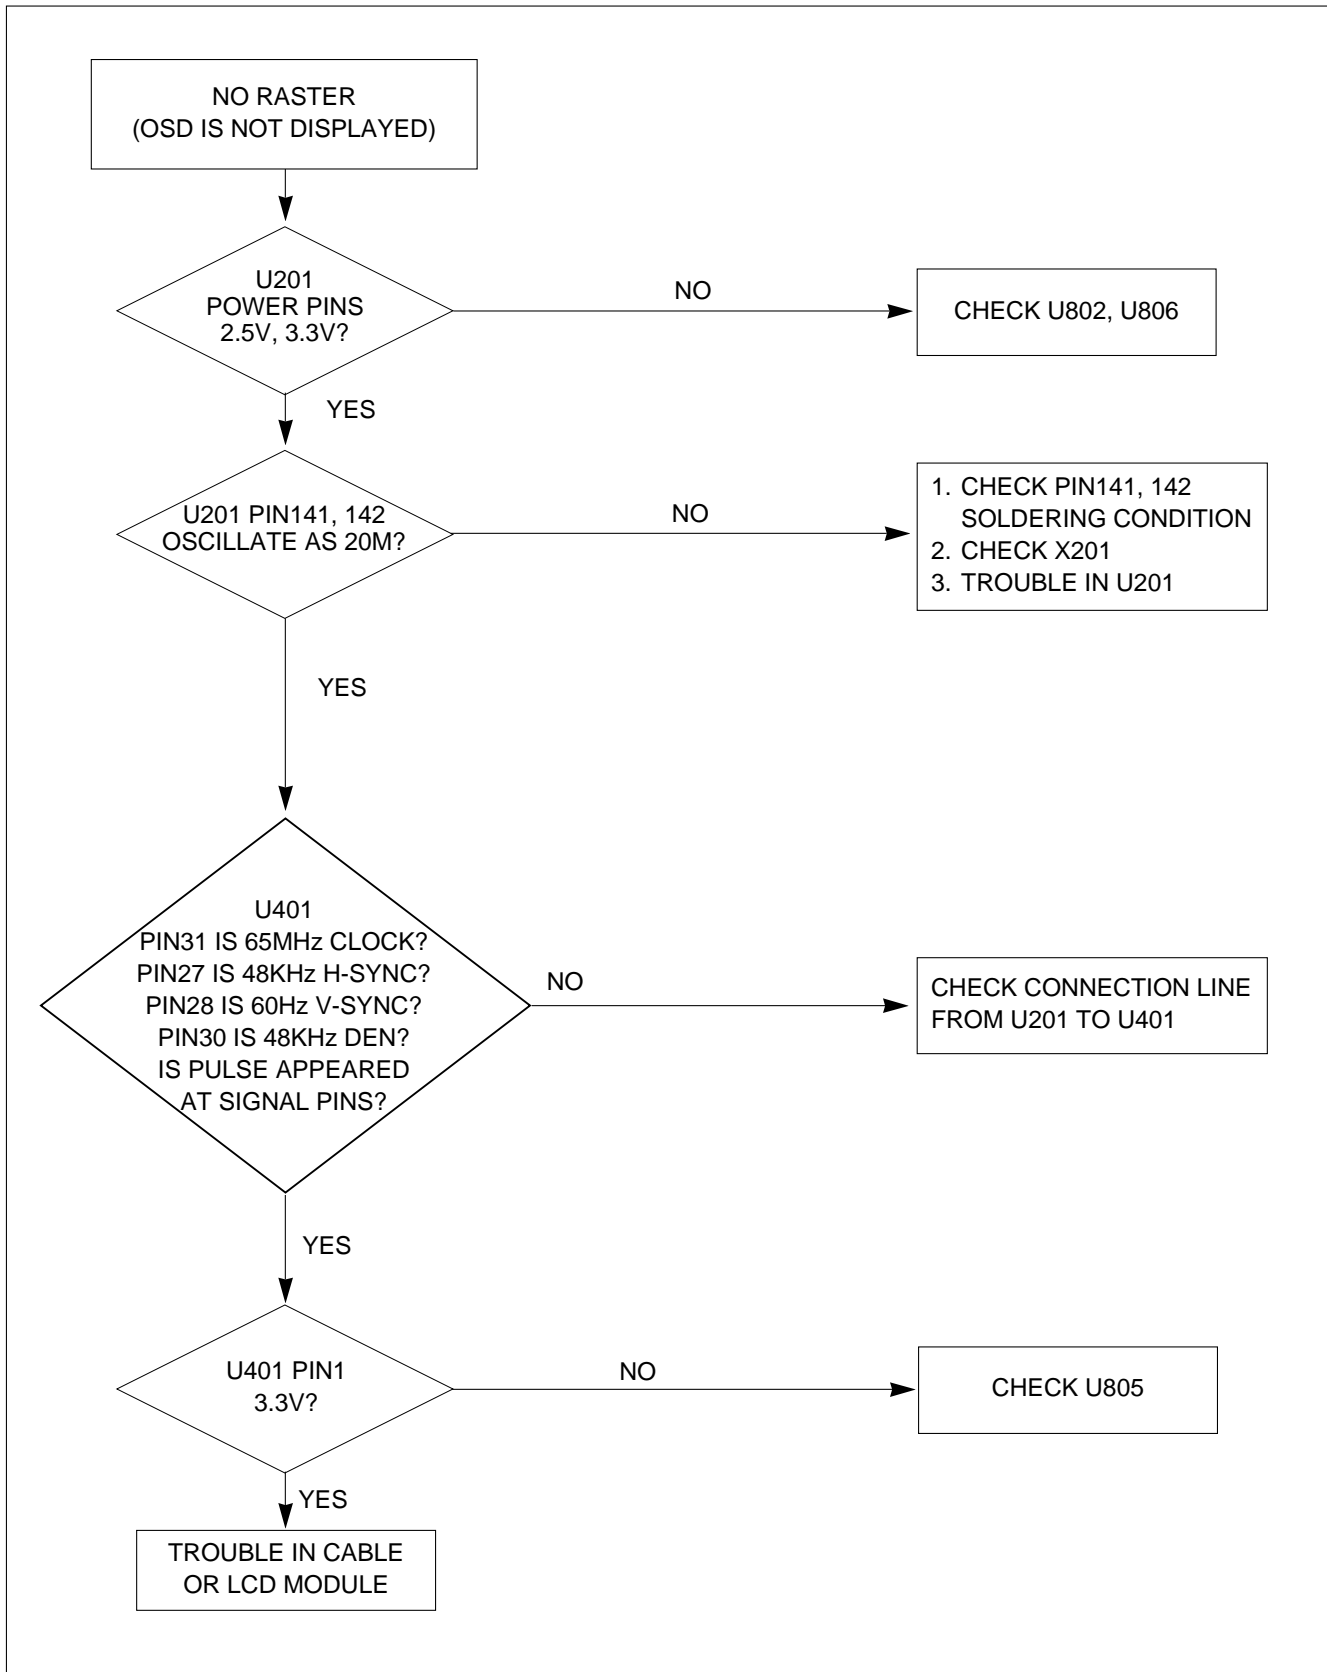 NO RASTER
(OSD IS NOT DISPLAYED)
U201
POWER PINS
2.5V, 3.3V?
NO
CHECK U802, U806
YES
U201 PIN141, 142
OSCILLATE AS 20M?
NO
1. CHECK PIN141, 142
SOLDERING CONDITION
2. CHECK X201
3. TROUBLE IN U201
YES
U401
PIN31 IS 65MHz CLOCK?
PIN27 IS 48KHz H-SYNC?
PIN28 IS 60Hz V-SYNC?
PIN30 IS 48KHz DEN?
IS PULSE APPEARED
AT SIGNAL PINS?
NO
CHECK CONNECTION LINE
FROM U201 TO U401
YES
U401 PIN1
3.3V?
NO
CHECK U805
YES
TROUBLE IN CABLE
OR LCD MODULE